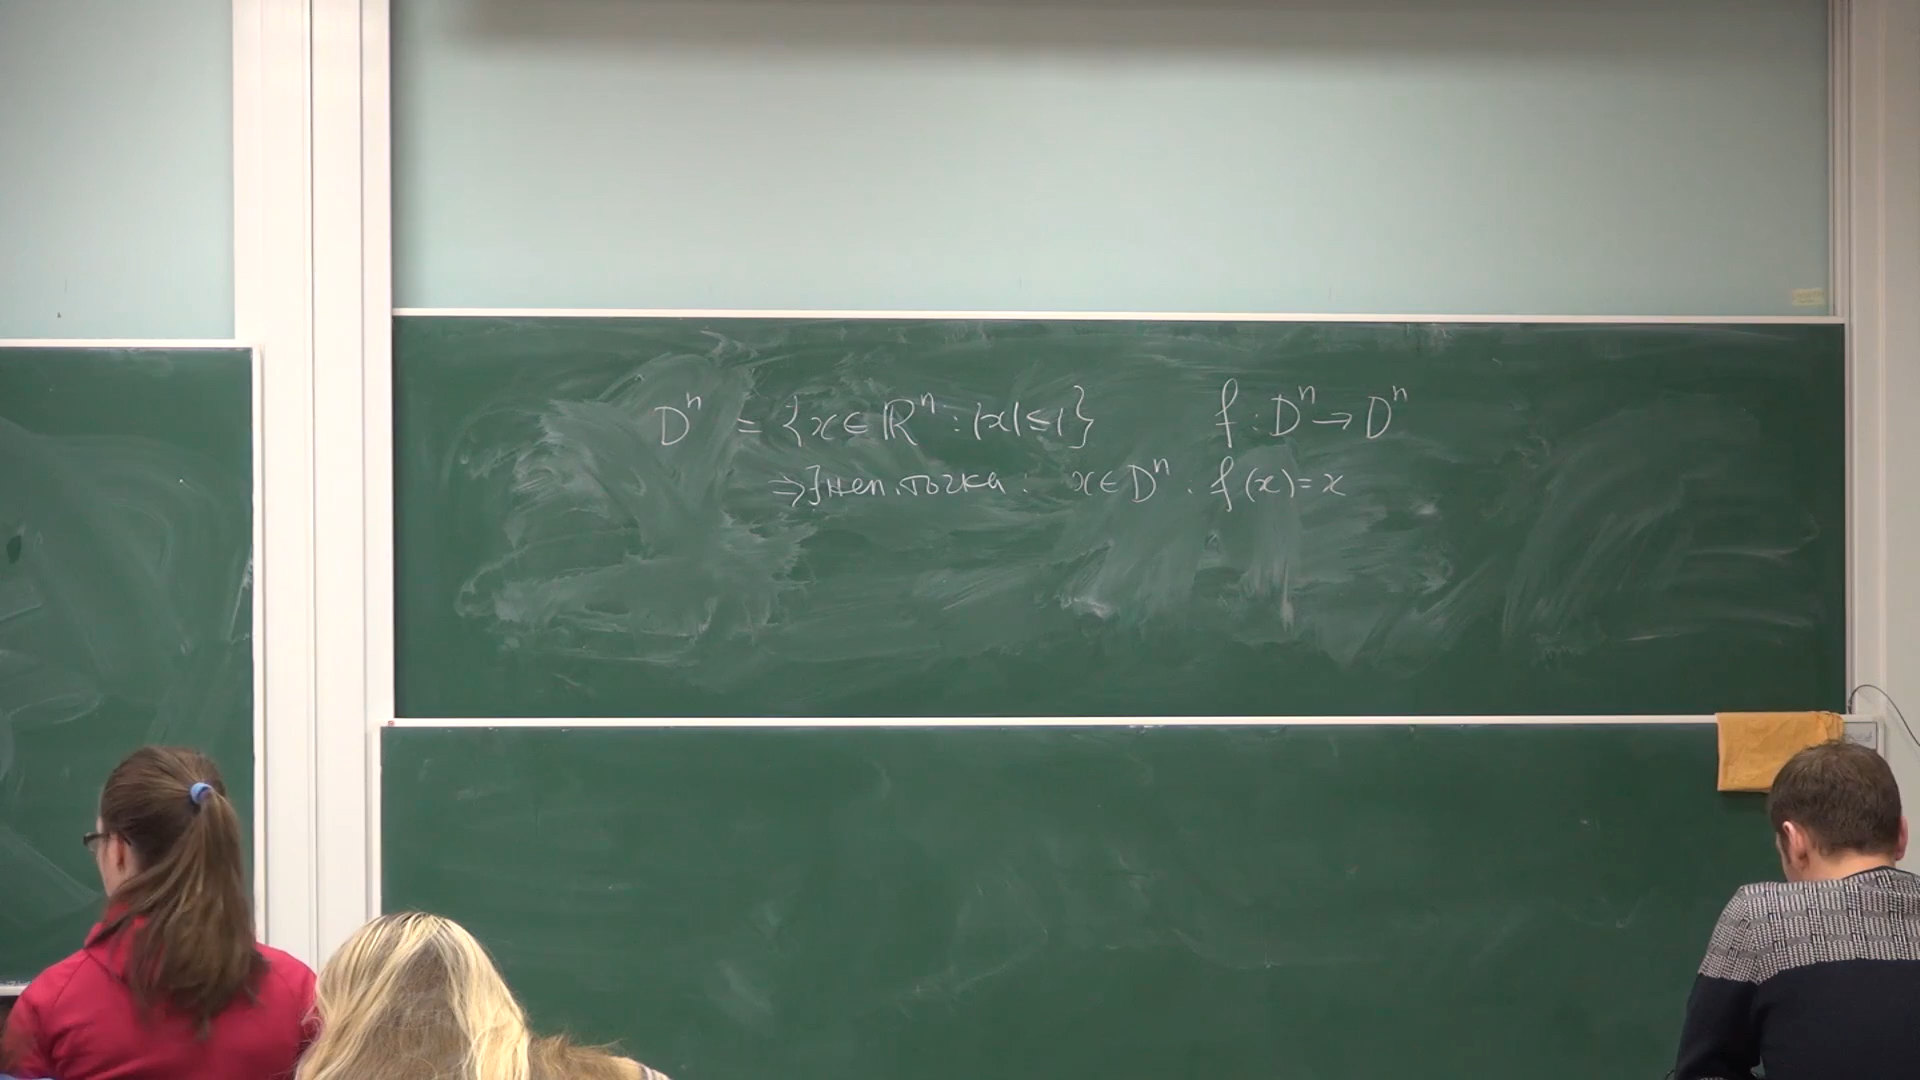 Dⁿ = {x ∈ ℝⁿ : |x| ≤ 1} f : Dⁿ → Dⁿ
⇒ ∃ неп. точка : x ∈ Dⁿ : f(x) = x